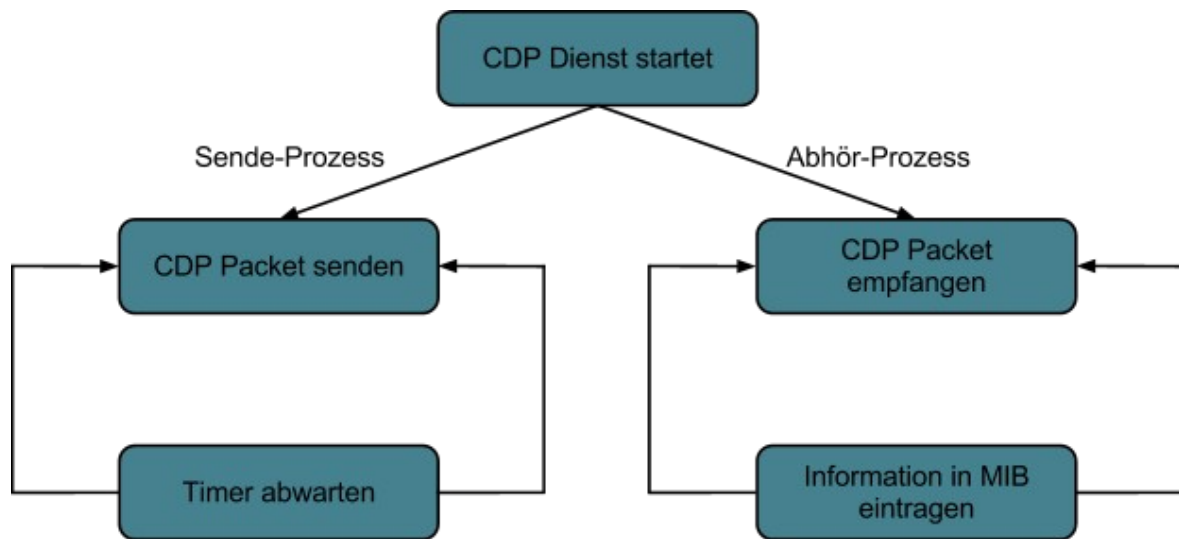 CDP Dienst startet
Sende-Prozess
Abhör-Prozess
CDP Packet senden
CDP Packet
empfangen
Timer abwarten
Information in MIB
eintragen